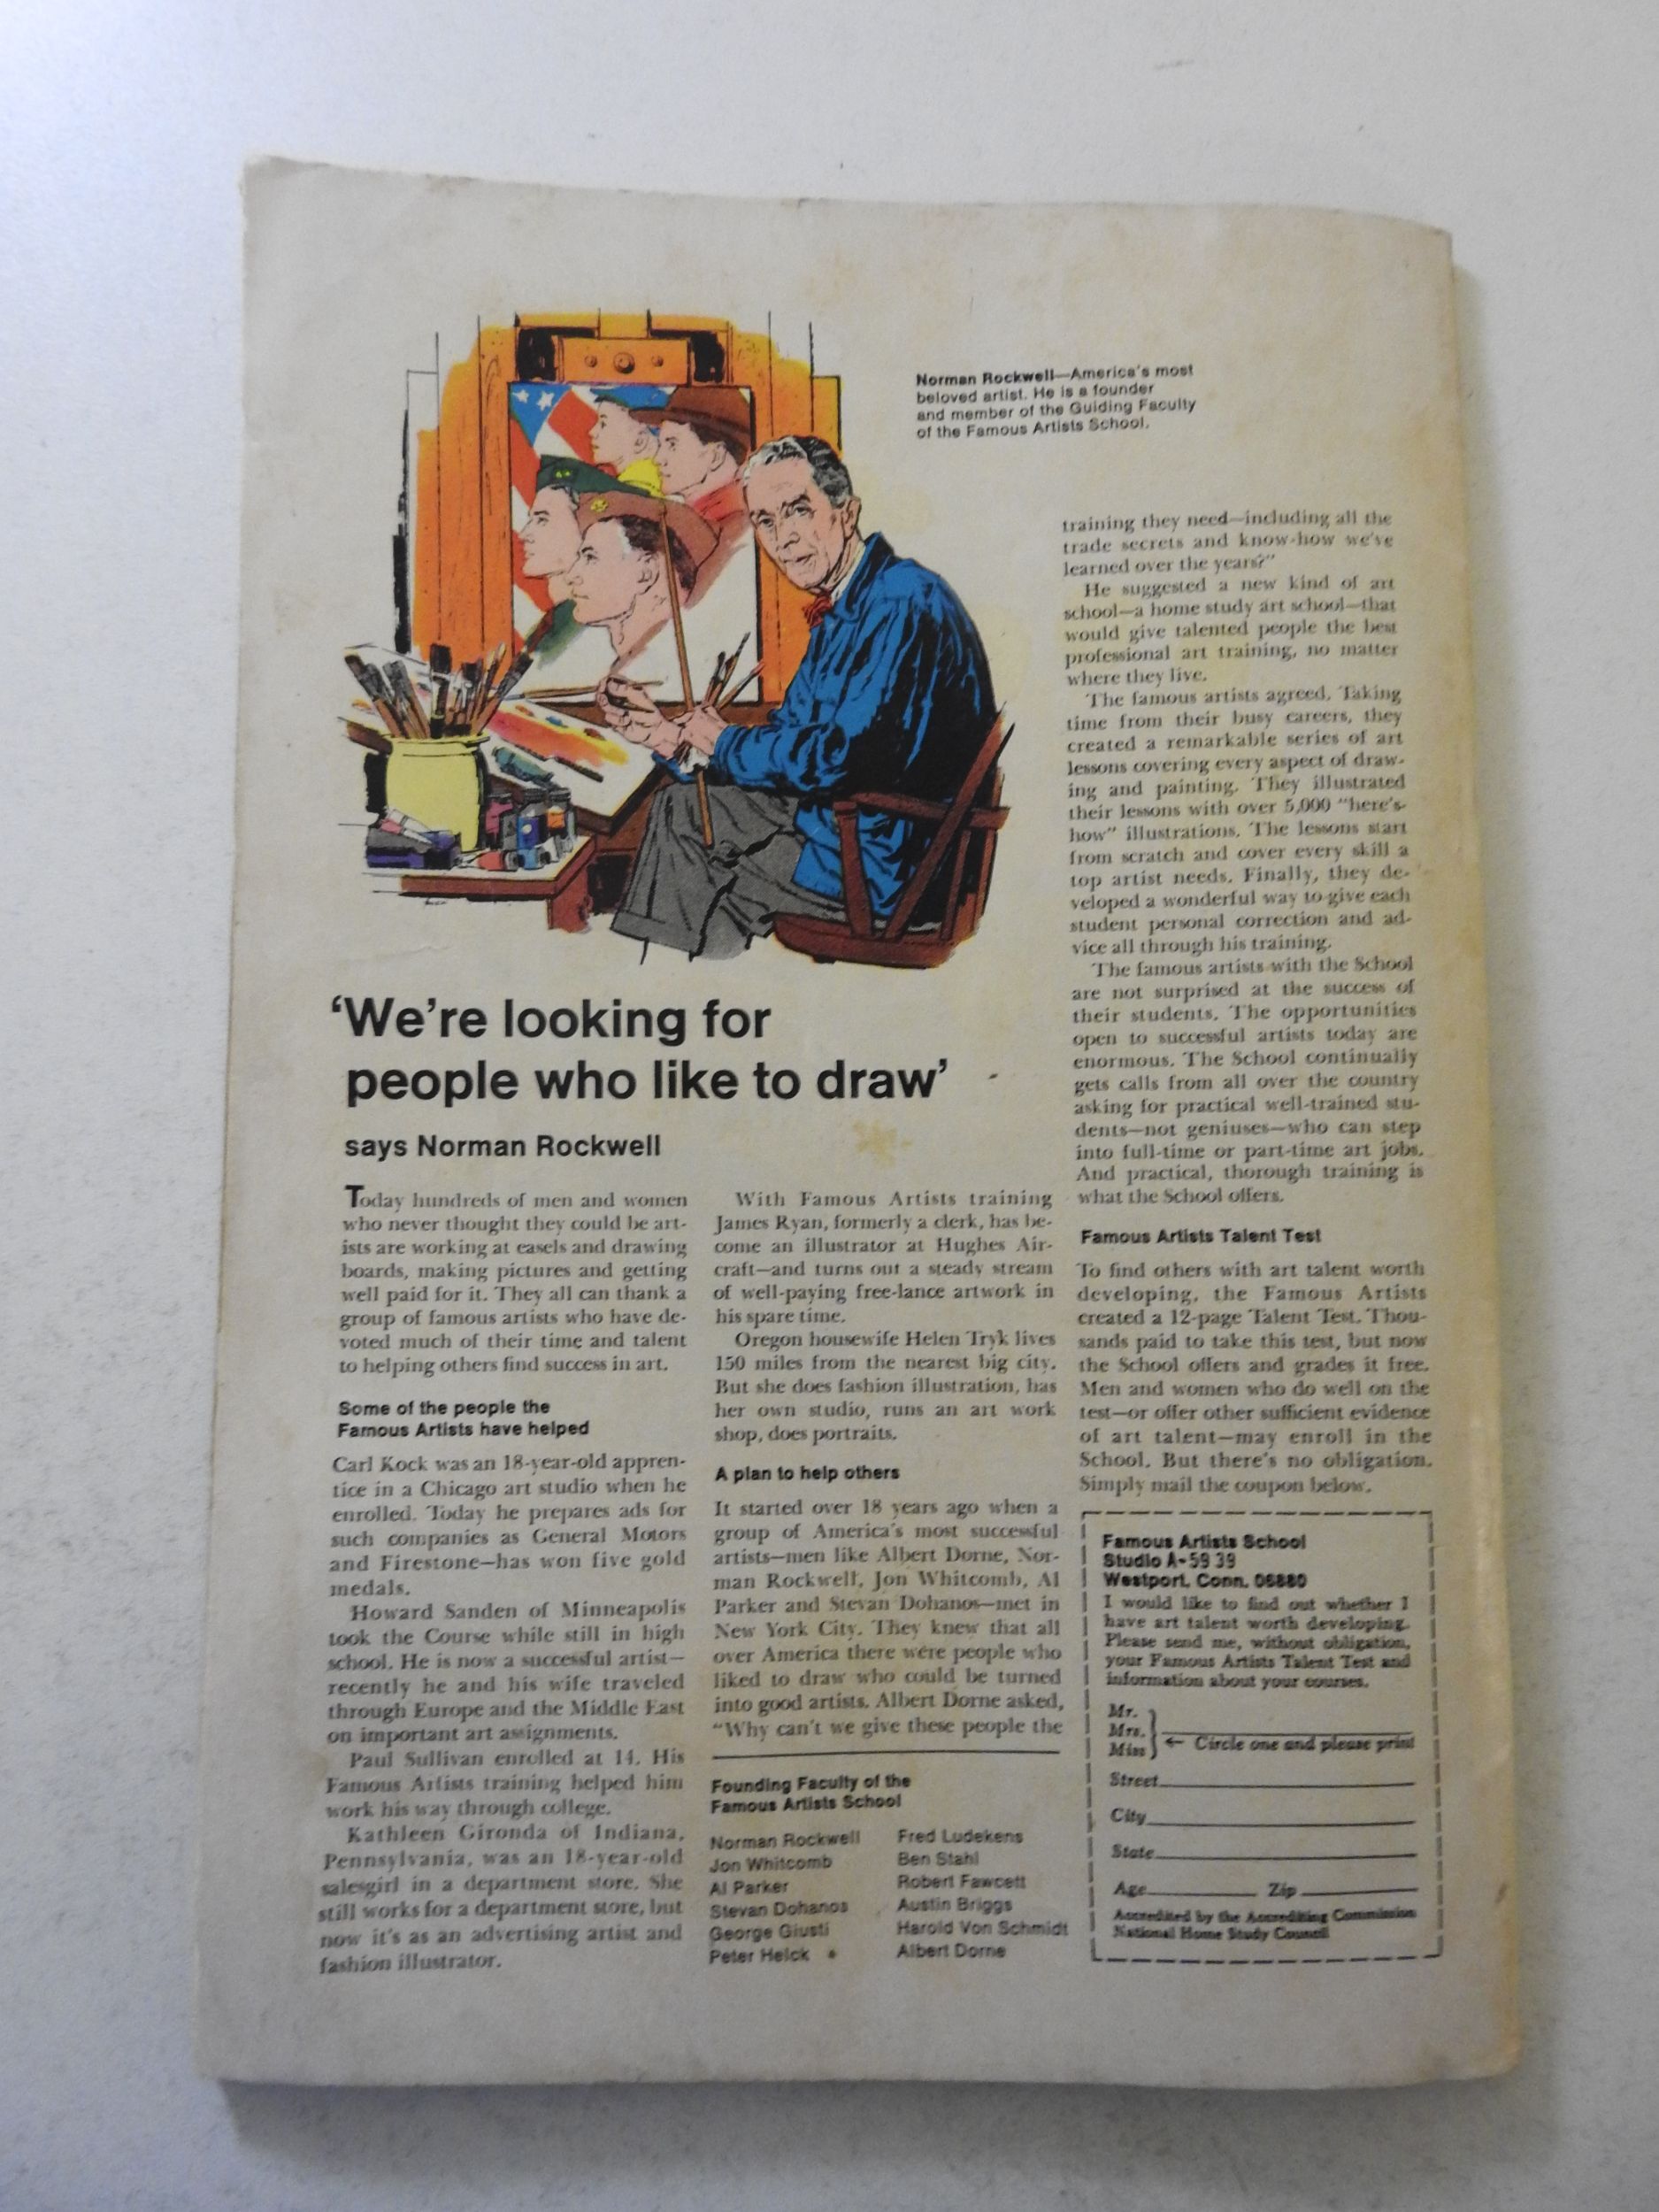 Norman Rockwell—America's most
beloved artist. He is a founder
and member of the Guiding Faculty
of the Famous Artists School.
'We're looking for
people who like to draw'
says Norman Rockwell
Today hundreds of men and women
who never thought they could be art-
ists are working at easels and drawing
boards, making pictures and getting
well paid for it. They all can thank a
group of famous artists who have de-
voted much of their time and talent
to helping others find success in art.
Some of the people the
Famous Artists have helped
Carl Kock was an 18-year-old appren-
tice in a Chicago art studio when he
enrolled. Today he prepares ads for
such companies as General Motors
and Firestone—has won five gold
medals.
Howard Sanden of Minneapolis
took the Course while still in high
school. He is now a successful artist—
recently he and his wife traveled
through Europe and the Middle East
on important art assignments.
Paul Sullivan enrolled at 14. His
Famous Artists training helped him
work his way through college.
Kathleen Gironda of Indiana,
Pennsylvania, was an 18-year-old
salesgirl in a department store. She
still works for a department store, but
now it's as an advertising artist and
fashion illustrator.
With Famous Artists training
James Ryan, formerly a clerk, has be-
come an illustrator at Hughes Air-
craft—and turns out a steady stream
of well-paying free-lance artwork in
his spare time.
Oregon housewife Helen Tryk lives
150 miles from the nearest big city.
But she does fashion illustration, has
her own studio, runs an art work
shop, does portraits.
A plan to help others
It started over 18 years ago when a
group of America's most successful
artists—men like Albert Dorne, Nor-
man Rockwell, Jon Whitcomb, Al
Parker and Stevan Dohanos—met in
New York City. They knew that all
over America there were people who
liked to draw who could be turned
into good artists. Albert Dorne asked,
"Why can't we give these people the
Founding Faculty of the
Famous Artists School
Norman Rockwell
Jon Whitcomb
Al Parker
Stevan Dohanos
George Giusti
Peter Helck
Fred Ludekens
Ben Stahl
Robert Fawcett
Austin Briggs
Harold Von Schmidt
Albert Dorne
training they need—including all the
trade secrets and know-how we've
learned over the years?"
He suggested a new kind of art
school—a home study art school—that
would give talented people the best
professional art training, no matter
where they live.
The famous artists agreed. Taking
time from their busy careers, they
created a remarkable series of art
lessons covering every aspect of draw-
ing and painting. They illustrated
their lessons with over 5,000 "here's-
how" illustrations. The lessons start
from scratch and cover every skill a
top artist needs. Finally, they de-
veloped a wonderful way to give each
student personal correction and ad-
vice all through his training.
The famous artists with the School
are not surprised at the success of
their students. The opportunities
open to successful artists today are
enormous. The School continually
gets calls from all over the country
asking for practical well-trained stu-
dents—not geniuses—who can step
into full-time or part-time art jobs.
And practical, thorough training is
what the School offers.
Famous Artists Talent Test
To find others with art talent worth
developing, the Famous Artists
created a 12-page Talent Test. Thou-
sands paid to take this test, but now
the School offers and grades it free.
Men and women who do well on the
test—or offer other sufficient evidence
of art talent—may enroll in the
School. But there's no obligation.
Simply mail the coupon below.
Famous Artists School
Studio A-59 39
Westport, Conn. 06880
I would like to find out whether I
have art talent worth developing.
Please send me, without obligation,
your Famous Artists Talent Test and
information about your courses.
Mr.
Mrs.
Miss
← Circle one and please print
Street
City
State
Age Zip
Accredited by the Accrediting Commission
National Home Study Council